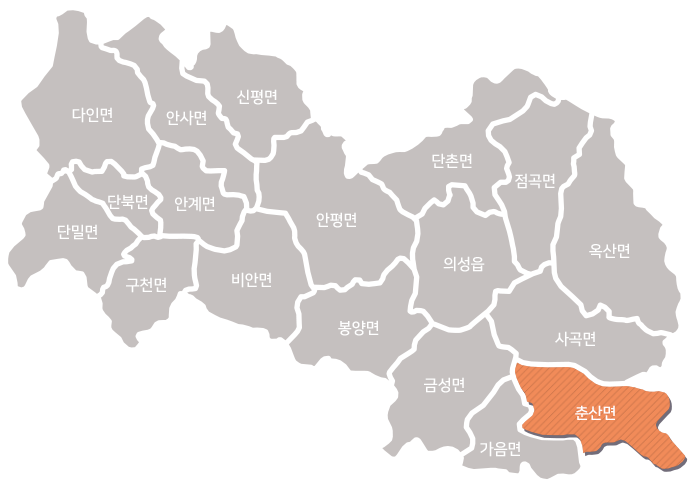 신평면
다인면
안사면
단촌면
점곡면
단북면
안계면
안평면
단밀면
옥산면
의성읍
비안면
구천면
봉양면
사곡면
금성면
춘산면
가음면